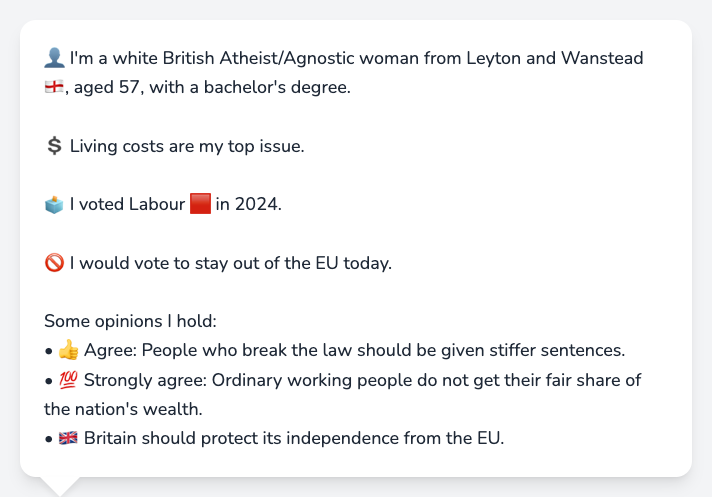 👤 I'm a white British Atheist/Agnostic woman from Leyton and Wanstead
🏴󠁧󠁢󠁥󠁮󠁧󠁿, aged 57, with a bachelor's degree.
💲 Living costs are my top issue.
🗳️ I voted Labour 🟥 in 2024.
🚫 I would vote to stay out of the EU today.
Some opinions I hold:
• 👍 Agree: People who break the law should be given stiffer sentences.
• 💯 Strongly agree: Ordinary working people do not get their fair share of
the nation's wealth.
• 🇬🇧 Britain should protect its independence from the EU.